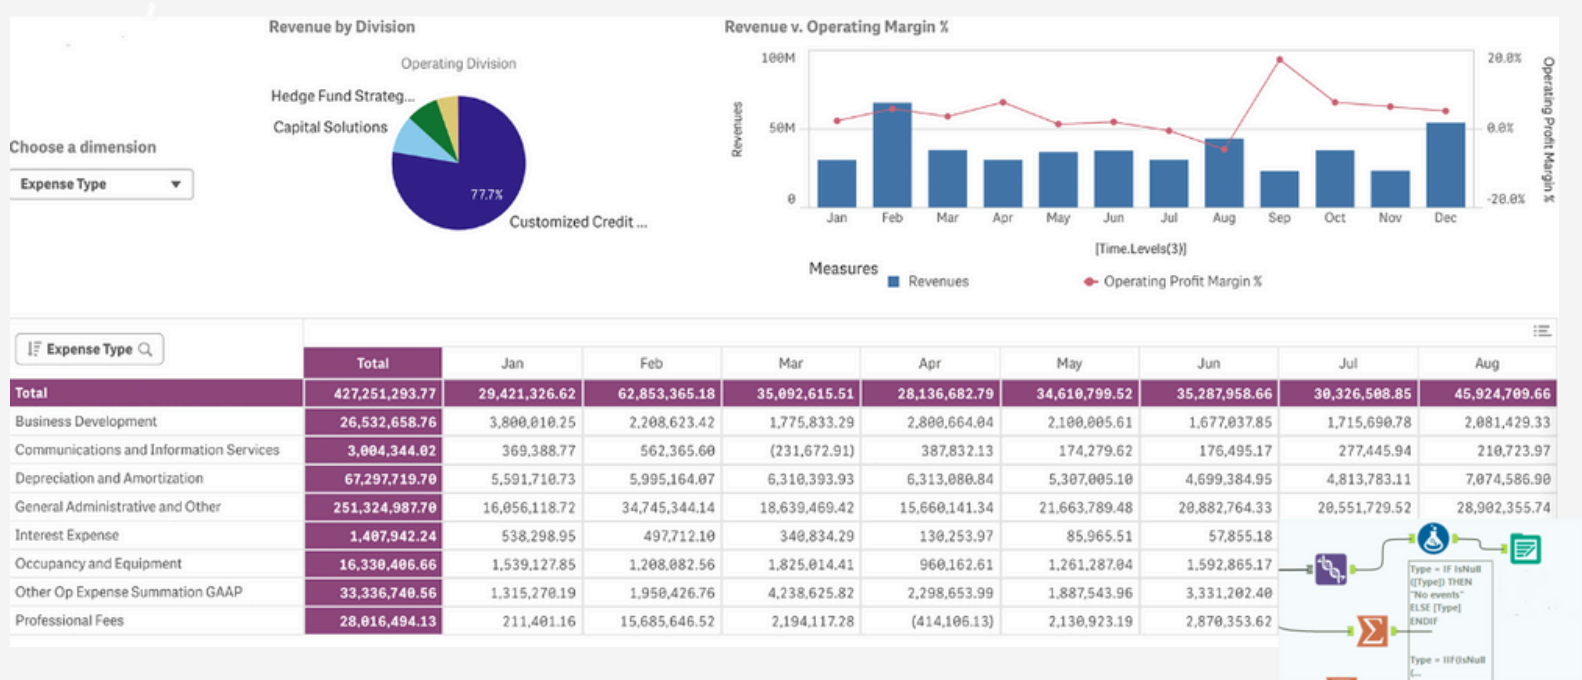 Revenue by Division
Revenue v. Operating Margin %
Operating Division
Hedge Fund Strateg...
Capital Solutions
77.7%
Customized Credit ...
Choose a dimension
Expense Type
100M
50M
0
Revenues
20.0%
0.0%
-20.0%
Operating Profit Margin %
Jan Feb Mar Apr May Jun Jul Aug Sep Oct Nov Dec
[Time.Levels(3)]
Measures
Revenues
Operating Profit Margin %
Expense Type
Total Jan Feb Mar Apr May Jun Jul Aug
Total 427,251,293.77 29,421,326.62 62,853,365.18 35,092,615.51 28,136,682.79 34,610,799.52 35,287,958.66 30,326,508.85 45,924,709.66
Business Development 26,532,658.76 3,800,010.25 2,208,623.42 1,775,833.29 2,800,664.04 2,100,005.61 1,677,037.85 1,715,690.78 2,081,429.33
Communications and Information Services 3,004,344.02 369,388.77 562,365.60 (231,672.91) 387,832.13 174,279.62 176,495.17 277,445.94 210,723.97
Depreciation and Amortization 67,297,719.70 5,591,710.73 5,995,164.07 6,310,393.93 6,313,080.84 5,307,005.10 4,699,384.95 4,813,783.11 7,074,586.90
General Administrative and Other 251,324,987.70 16,056,118.72 34,745,344.14 18,639,469.42 15,660,141.34 21,663,789.48 20,882,764.33 20,551,729.52 28,902,355.74
Interest Expense 1,407,942.24 538,298.95 497,712.10 340,834.29 130,253.97 85,965.51 57,855.18
Occupancy and Equipment 16,330,406.66 1,539,127.85 1,208,082.56 1,825,014.41 960,162.61 1,261,287.04 1,592,865.17
Other Op Expense Summation GAAP 33,336,740.56 1,315,270.19 1,950,426.76 4,238,625.82 2,298,653.99 1,887,543.96 3,331,202.40
Professional Fees 28,016,494.13 211,401.16 15,685,646.52 2,194,117.28 (414,106.13) 2,130,923.19 2,870,353.62
Type = IF IsNull
([Type]) THEN
"No events"
ELSE [Type]
ENDIF
Type = IIF(IsNull
(...